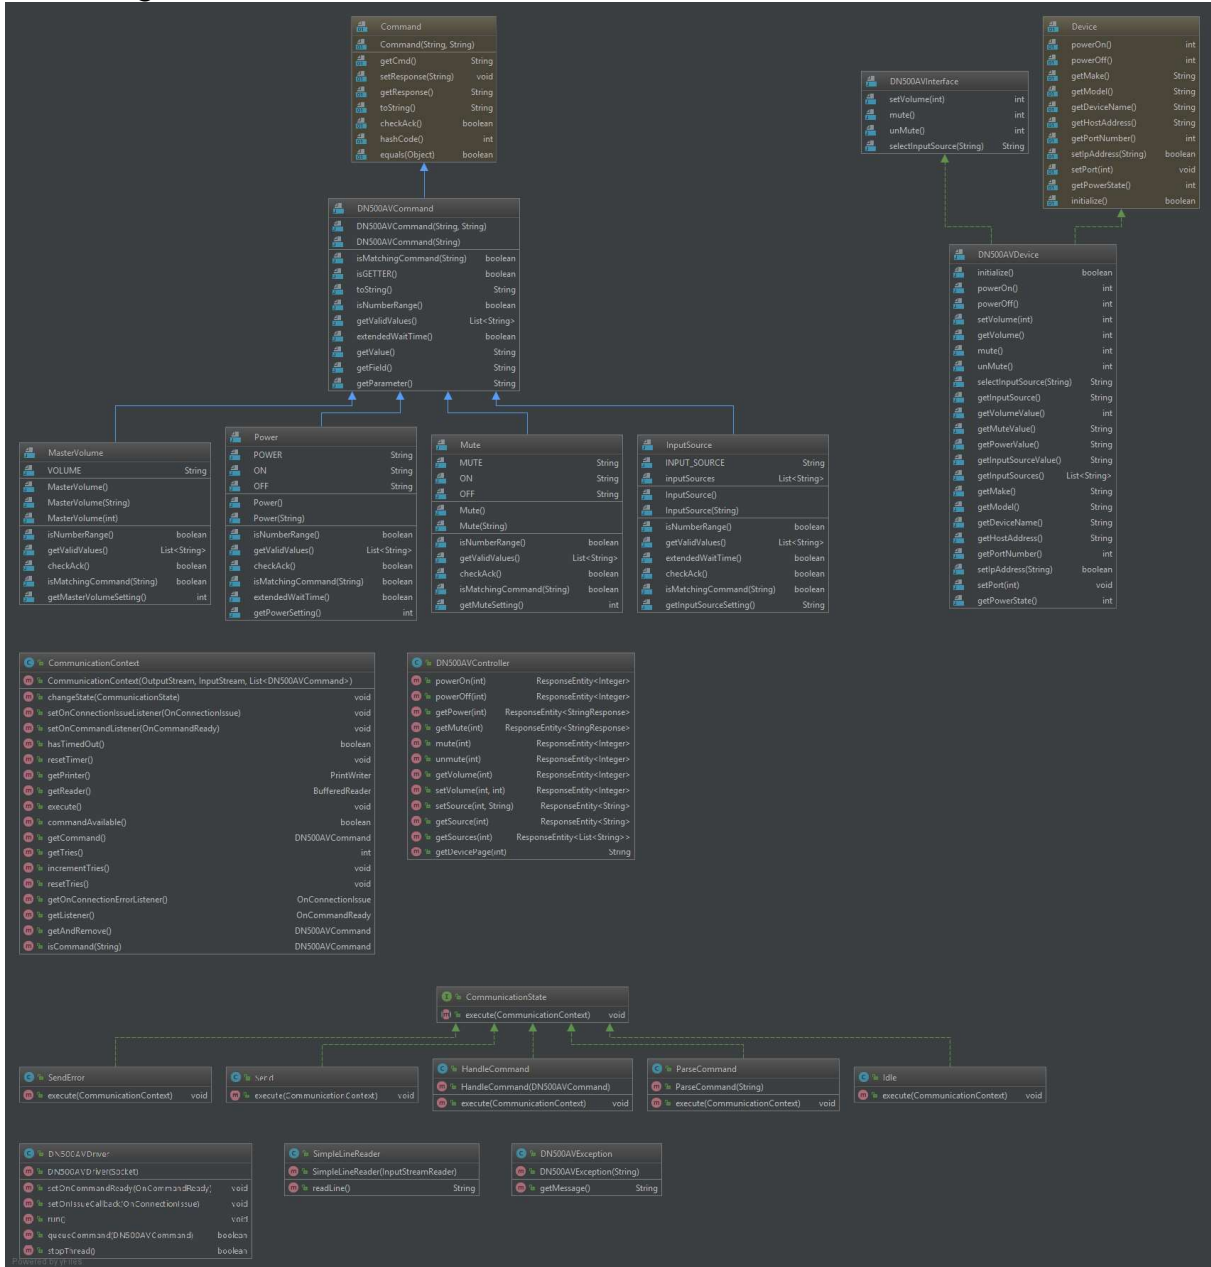 Command
Command(String, String)
getCmd() String
setResponse(String) void
getResponse() String
toString() String
checkAck() boolean
hashCode() int
equals(Object) boolean
Device
powerOn() int
powerOff() int
getMake() String
getModel() String
getDeviceName() String
getHostAddress() String
getPortNumber() int
setIpAddress(String) boolean
setPort(int) void
getPowerState() int
initialize() boolean
DN500AVInterface
setVolume(int) int
mute() int
unMute() int
selectInputSource(String) String
DN500AVCommand
DN500AVCommand(String, String)
DN500AVCommand(String)
isMatchingCommand(String) boolean
isGETTER() boolean
toString() String
isNumberRange() boolean
getValidValues() List<String>
extendedWaitTime() boolean
getValue() String
getField() String
getParameter() String
DN500AVDevice
initialize() boolean
powerOn() int
powerOff() int
setVolume(int) int
getVolume() int
mute() int
unMute() int
selectInputSource(String) String
getInputSource() String
getVolumeValue() int
getMuteValue() String
getPowerValue() String
getInputSourceValue() String
getInputSources() List<String>
getMake() String
getModel() String
getDeviceName() String
getHostAddress() String
getPortNumber() int
setIpAddress(String) boolean
setPort(int) void
getPowerState() int
MasterVolume
VOLUME String
MasterVolume()
MasterVolume(String)
MasterVolume(int)
isNumberRange() boolean
getValidValues() List<String>
checkAck() boolean
isMatchingCommand(String) boolean
getMasterVolumeSetting() int
Power
POWER String
ON String
OFF String
Power()
Power(String)
isNumberRange() boolean
getValidValues() List<String>
checkAck() boolean
isMatchingCommand(String) boolean
extendedWaitTime() boolean
getPowerSetting() int
Mute
MUTE String
ON String
OFF String
Mute()
Mute(String)
isNumberRange() boolean
getValidValues() List<String>
checkAck() boolean
isMatchingCommand(String) boolean
getMuteSetting() int
InputSource
INPUT_SOURCE String
inputSources List<String>
InputSource()
InputSource(String)
isNumberRange() boolean
getValidValues() List<String>
extendedWaitTime() boolean
checkAck() boolean
isMatchingCommand(String) boolean
getInputSourceSetting() String
CommunicationContext
CommunicationContext(OutputStream, InputStream, List<DN500AVCommand>)
changeState(CommunicationState) void
setOnConnectionIssueListener(OnConnectionIssue) void
setOnCommandListener(OnCommandReady) void
hasTimedOut() boolean
resetTimer() void
getPrinter() PrintWriter
getReader() BufferedReader
execute() void
commandAvailable() boolean
getCommand() DN500AVCommand
getTries() int
incrementTries() void
resetTries() void
getOnConnectionErrorListener() OnConnectionIssue
getListener() OnCommandReady
getAndRemove() DN500AVCommand
isCommand(String) DN500AVCommand
DN500AVController
powerOn(int) ResponseEntity<Integer>
powerOff(int) ResponseEntity<Integer>
getPower(int) ResponseEntity<StringResponse>
getMute(int) ResponseEntity<StringResponse>
mute(int) ResponseEntity<Integer>
unmute(int) ResponseEntity<Integer>
getVolume(int) ResponseEntity<Integer>
setVolume(int, int) ResponseEntity<Integer>
setSource(int, String) ResponseEntity<String>
getSource(int) ResponseEntity<String>
getSources(int) ResponseEntity<List<String>>
getDevicePage(int) String
CommunicationState
execute(CommunicationContext) void
SendError
execute(CommunicationContext) void
Send
execute(CommunicationContext) void
HandleCommand
HandleCommand(DN500AVCommand)
execute(CommunicationContext) void
ParseCommand
ParseCommand(String)
execute(CommunicationContext) void
Idle
execute(CommunicationContext) void
DN500AVDriver
DN500AVDriver(Socket)
setOnCommandReady(OnCommandReady) void
setOnIssueCallback(OnConnectionIssue) void
run() void
queueCommand(DN500AVCommand) boolean
stopThread() boolean
SimpleLineReader
SimpleLineReader(InputStreamReader)
readLine() String
DN500AVException
DN500AVException(String)
getMessage() String
Powered by yFiles